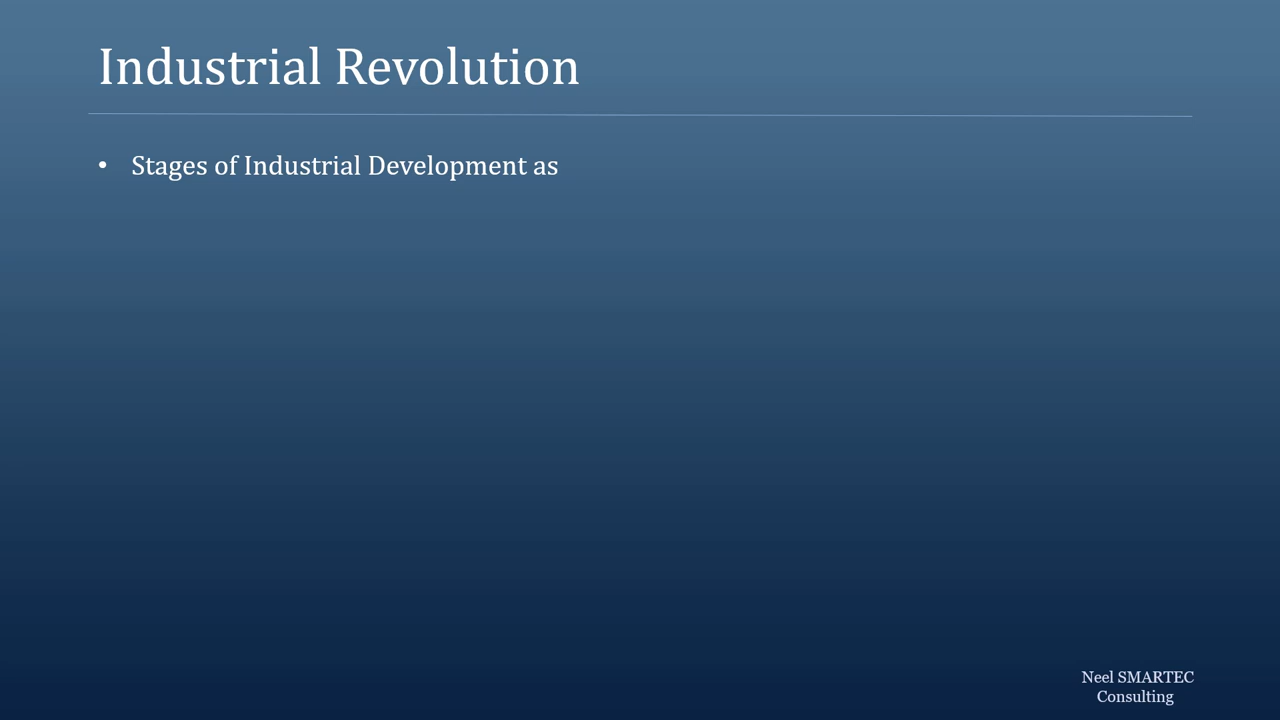 Industrial Revolution
• Stages of Industrial Development as
Neel SMARTEC
Consulting